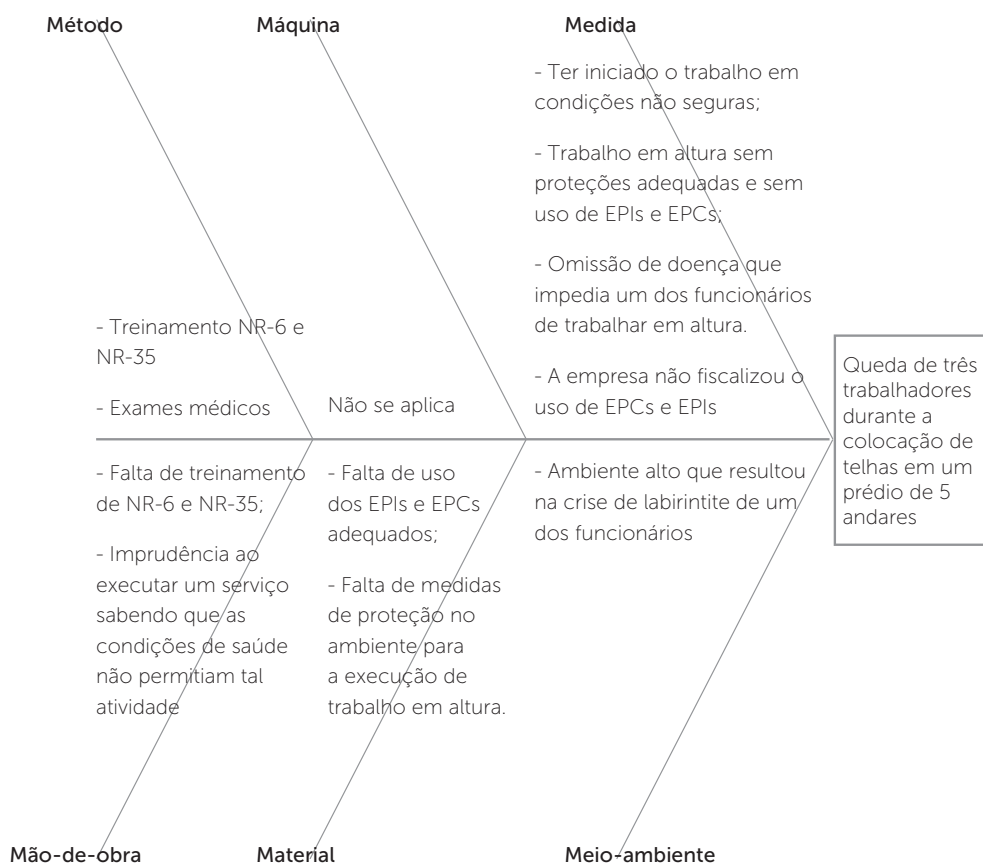 Método
Máquina
Medida
- Ter iniciado o trabalho em
condições não seguras;
- Trabalho em altura sem
proteções adequadas e sem
uso de EPIs e EPCs;
- Omissão de doença que
impedia um dos funcionários
de trabalhar em altura.
- A empresa não fiscalizou o
uso de EPCs e EPIs
- Treinamento NR-6 e
NR-35
- Exames médicos
Não se aplica
Queda de três
trabalhadores
durante a
colocação de
telhas em um
prédio de 5
andares
- Falta de treinamento
de NR-6 e NR-35;
- Imprudência ao
executar um serviço
sabendo que as
condições de saúde
não permitiam tal
atividade
- Falta de uso
dos EPIs e EPCs
adequados;
- Falta de medidas
de proteção no
ambiente para
a execução de
trabalho em altura.
- Ambiente alto que resultou
na crise de labirintite de um
dos funcionários
Mão-de-obra
Material
Meio-ambiente